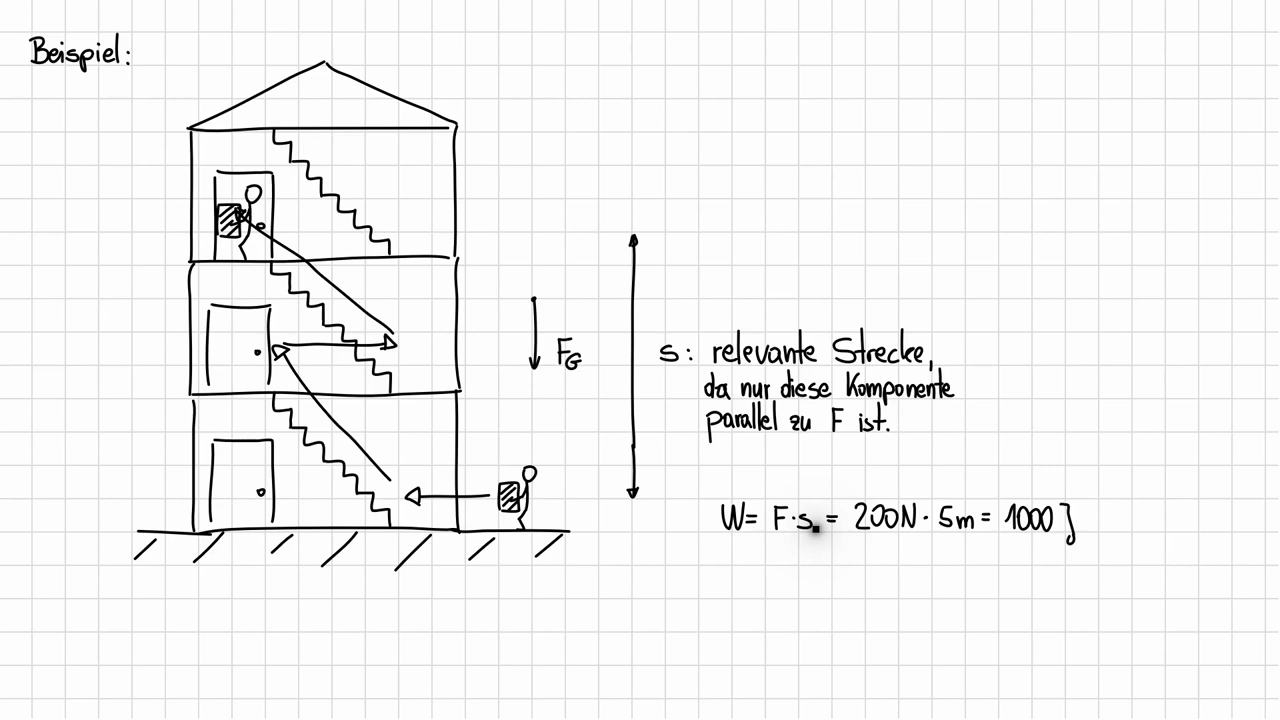 Beispiel:
F_G
s: relevante Strecke,
da nur diese Komponente
parallel zu F ist.
W= F·s = 200N · 5m = 1000 J